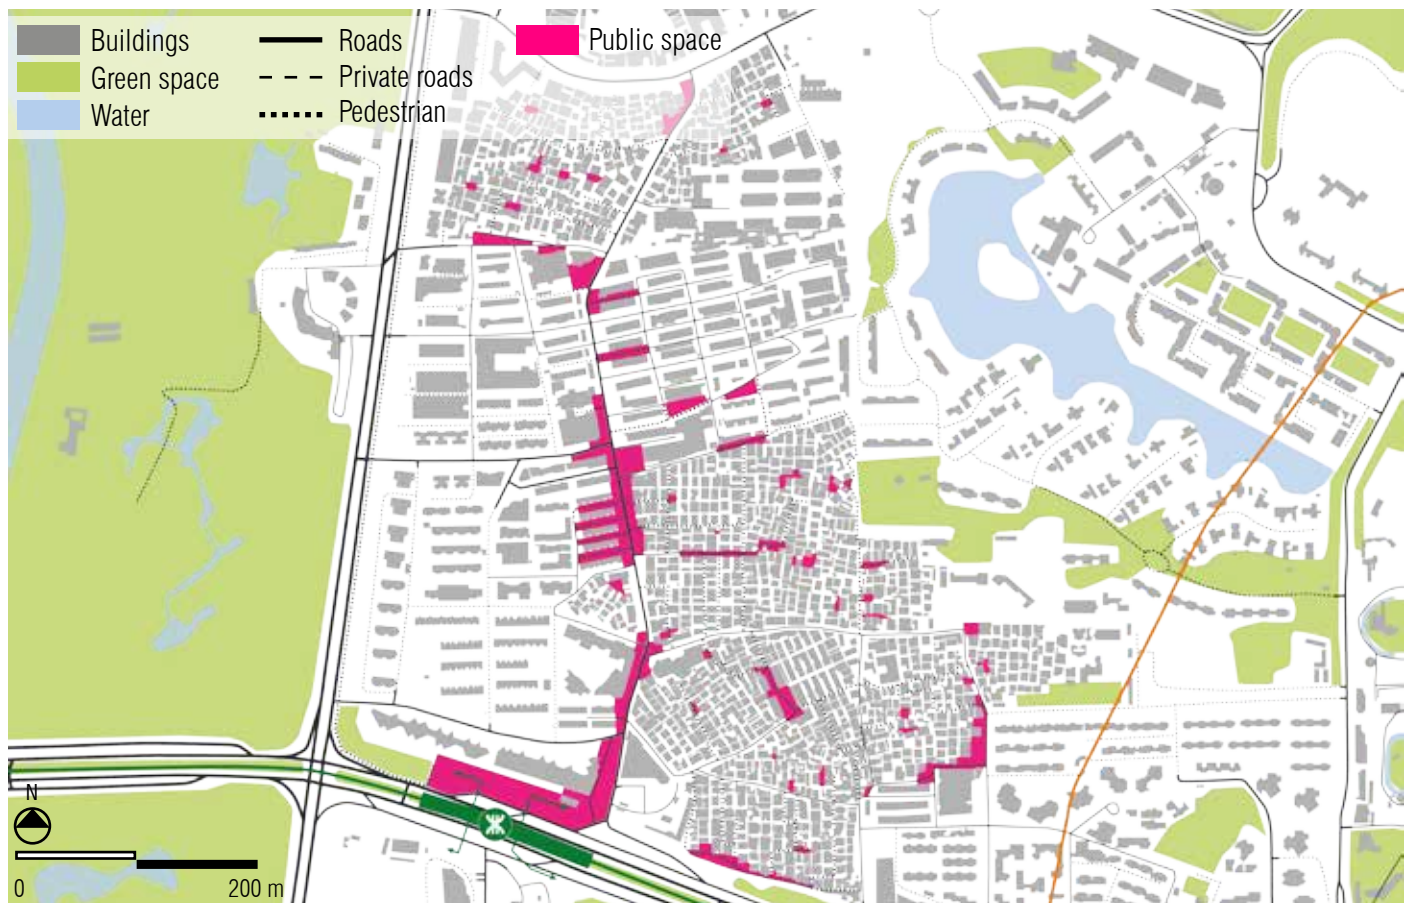 Buildings
Green space
Water
Roads
Private roads
Pedestrian
Public space
N
0
200 m